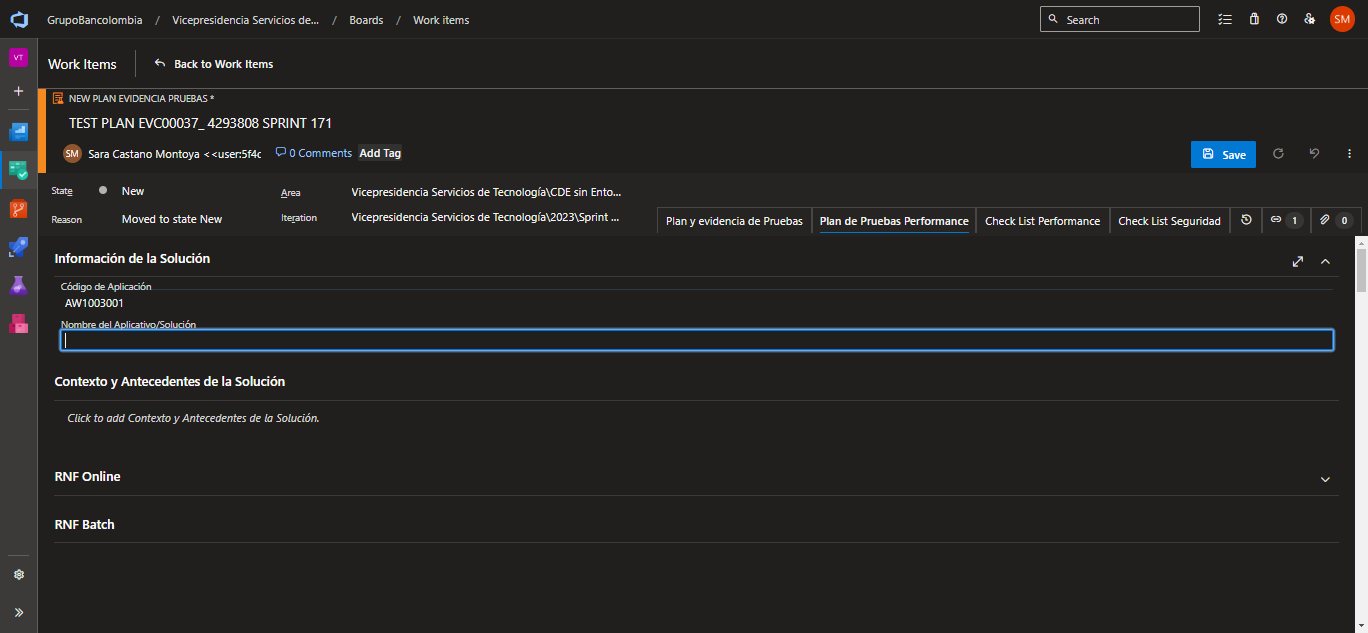 GrupoBancolombia / Vicepresidencia Servicios de... / Boards / Work items
Search
SM
VT
Work Items
Back to Work Items
NEW PLAN EVIDENCIA PRUEBAS *
TEST PLAN EVC00037_ 4293808 SPRINT 171
SM Sara Castano Montoya <<user:5f4c 0 Comments Add Tag
Save
State New
Area Vicepresidencia Servicios de Tecnología\CDE sin Ento...
Reason Moved to state New
Iteration Vicepresidencia Servicios de Tecnología\2023\Sprint ...
Plan y evidencia de Pruebas Plan de Pruebas Performance Check List Performance Check List Seguridad 1 0
Información de la Solución
Código de Aplicación
AW1003001
Nombre del Aplicativo/Solución
Contexto y Antecedentes de la Solución
Click to add Contexto y Antecedentes de la Solución.
RNF Online
RNF Batch